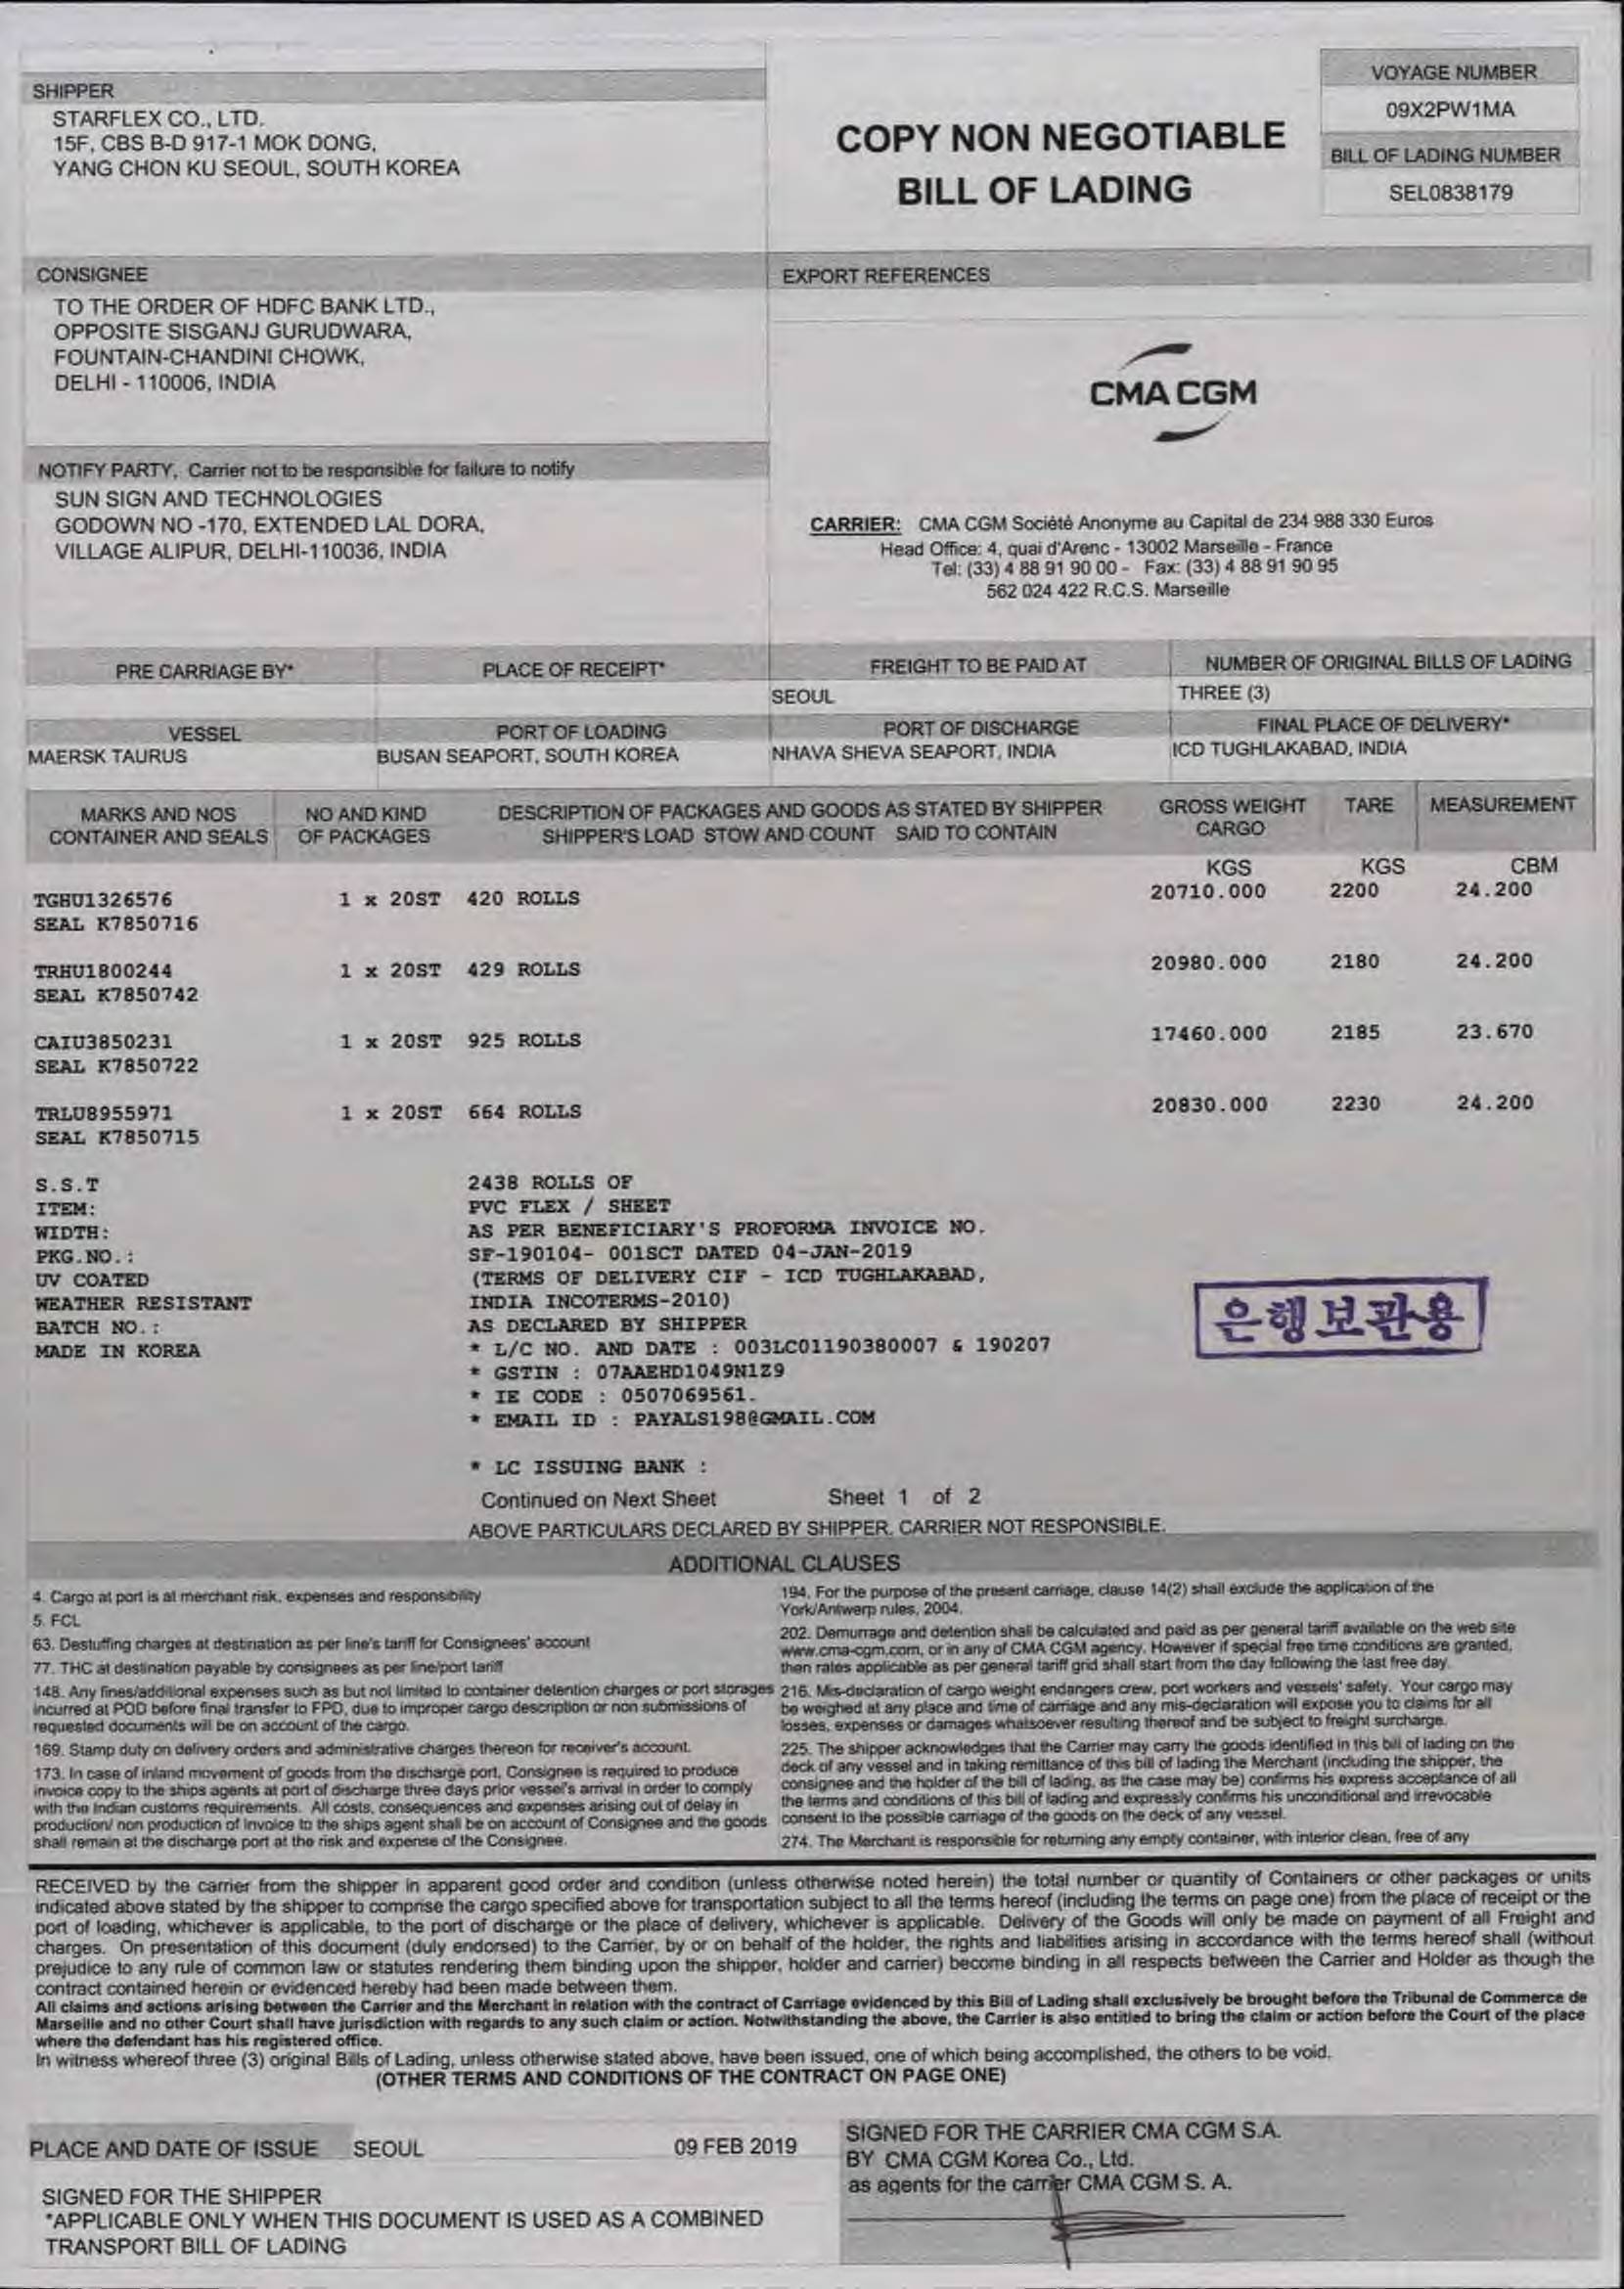 SHIPPER
STARFLEX CO., LTD.
15F, CBS B-D 917-1 MOK DONG,
YANG CHON KU SEOUL, SOUTH KOREA
COPY NON NEGOTIABLE
BILL OF LADING
VOYAGE NUMBER
09X2PW1MA
BILL OF LADING NUMBER
SEL0838179
CONSIGNEE
TO THE ORDER OF HDFC BANK LTD.,
OPPOSITE SISGANJ GURUDWARA,
FOUNTAIN-CHANDINI CHOWK,
DELHI - 110006, INDIA
EXPORT REFERENCES
CMA CGM
NOTIFY PARTY, Carrier not to be responsible for failure to notify
SUN SIGN AND TECHNOLOGIES
GODOWN NO -170, EXTENDED LAL DORA,
VILLAGE ALIPUR, DELHI-110036, INDIA
CARRIER: CMA CGM Société Anonyme au Capital de 234 988 330 Euros
Head Office: 4, quai d'Arenc - 13002 Marseille - France
Tel: (33) 4 88 91 90 00 - Fax: (33) 4 88 91 90 95
562 024 422 R.C.S. Marseille
PRE CARRIAGE BY* PLACE OF RECEIPT* FREIGHT TO BE PAID AT NUMBER OF ORIGINAL BILLS OF LADING
SEOUL THREE (3)
VESSEL PORT OF LOADING PORT OF DISCHARGE FINAL PLACE OF DELIVERY*
MAERSK TAURUS BUSAN SEAPORT, SOUTH KOREA NHAVA SHEVA SEAPORT, INDIA ICD TUGHLAKABAD, INDIA
MARKS AND NOS NO AND KIND DESCRIPTION OF PACKAGES AND GOODS AS STATED BY SHIPPER GROSS WEIGHT TARE MEASUREMENT
CONTAINER AND SEALS OF PACKAGES SHIPPER'S LOAD STOW AND COUNT SAID TO CONTAIN CARGO
KGS KGS CBM
TGHU1326576 1 x 20ST 420 ROLLS 20710.000 2200 24.200
SEAL K7850716
TRHU1800244 1 x 20ST 429 ROLLS 20980.000 2180 24.200
SEAL K7850742
CAIU3850231 1 x 20ST 925 ROLLS 17460.000 2185 23.670
SEAL K7850722
TRLU8955971 1 x 20ST 664 ROLLS 20830.000 2230 24.200
SEAL K7850715
S.S.T 2438 ROLLS OF
ITEM: PVC FLEX / SHEET
WIDTH: AS PER BENEFICIARY'S PROFORMA INVOICE NO.
PKG.NO.: SF-190104- 001SCT DATED 04-JAN-2019
UV COATED (TERMS OF DELIVERY CIF - ICD TUGHLAKABAD,
WEATHER RESISTANT INDIA INCOTERMS-2010)
BATCH NO.: AS DECLARED BY SHIPPER
MADE IN KOREA * L/C NO. AND DATE : 003LC01190380007 & 190207
* GSTIN : 07AAEHD1049N1Z9
* IE CODE : 0507069561.
* EMAIL ID : PAYALS198@GMAIL.COM
은행보관용
* LC ISSUING BANK :
Continued on Next Sheet Sheet 1 of 2
ABOVE PARTICULARS DECLARED BY SHIPPER. CARRIER NOT RESPONSIBLE.
ADDITIONAL CLAUSES
4. Cargo at port is at merchant risk, expenses and responsibility
5. FCL
63. Destuffing charges at destination as per line's tariff for Consignees' account
77. THC at destination payable by consignees as per line/port tariff
148. Any fines/additional expenses such as but not limited to container detention charges or port storages
incurred at POD before final transfer to FPD, due to improper cargo description or non submissions of
requested documents will be on account of the cargo.
169. Stamp duty on delivery orders and administrative charges thereon for receiver's account.
173. In case of inland movement of goods from the discharge port, Consignee is required to produce
invoice copy to the ships agents at port of discharge three days prior vessel's arrival in order to comply
with the Indian customs requirements. All costs, consequences and expenses arising out of delay in
production/ non production of Invoice to the ships agent shall be on account of Consignee and the goods
shall remain at the discharge port at the risk and expense of the Consignee.
194. For the purpose of the present carriage, clause 14(2) shall exclude the application of the
York/Antwerp rules, 2004.
202. Demurrage and detention shall be calculated and paid as per general tariff available on the web site
www.cma-cgm.com, or in any of CMA CGM agency. However if special free time conditions are granted,
then rates applicable as per general tariff grid shall start from the day following the last free day.
216. Mis-declaration of cargo weight endangers crew, port workers and vessels' safety. Your cargo may
be weighed at any place and time of carriage and any mis-declaration will expose you to claims for all
losses, expenses or damages whatsoever resulting thereof and be subject to freight surcharge.
225. The shipper acknowledges that the Carrier may carry the goods identified in this bill of lading on the
deck of any vessel and in taking remittance of this bill of lading the Merchant (including the shipper, the
consignee and the holder of the bill of lading, as the case may be) confirms his express acceptance of all
the terms and conditions of this bill of lading and expressly confirms his unconditional and irrevocable
consent to the possible carriage of the goods on the deck of any vessel.
274. The Merchant is responsible for returning any empty container, with interior clean, free of any
RECEIVED by the carrier from the shipper in apparent good order and condition (unless otherwise noted herein) the total number or quantity of Containers or other packages or units
indicated above stated by the shipper to comprise the cargo specified above for transportation subject to all the terms hereof (including the terms on page one) from the place of receipt or the
port of loading, whichever is applicable, to the port of discharge or the place of delivery, whichever is applicable. Delivery of the Goods will only be made on payment of all Freight and
charges. On presentation of this document (duly endorsed) to the Carrier, by or on behalf of the holder, the rights and liabilities arising in accordance with the terms hereof shall (without
prejudice to any rule of common law or statutes rendering them binding upon the shipper, holder and carrier) become binding in all respects between the Carrier and Holder as though the
contract contained herein or evidenced hereby had been made between them.
All claims and actions arising between the Carrier and the Merchant in relation with the contract of Carriage evidenced by this Bill of Lading shall exclusively be brought before the Tribunal de Commerce de
Marseille and no other Court shall have jurisdiction with regards to any such claim or action. Notwithstanding the above, the Carrier is also entitled to bring the claim or action before the Court of the place
where the defendant has his registered office.
In witness whereof three (3) original Bills of Lading, unless otherwise stated above, have been issued, one of which being accomplished, the others to be void.
(OTHER TERMS AND CONDITIONS OF THE CONTRACT ON PAGE ONE)
PLACE AND DATE OF ISSUE SEOUL 09 FEB 2019
SIGNED FOR THE SHIPPER
*APPLICABLE ONLY WHEN THIS DOCUMENT IS USED AS A COMBINED
TRANSPORT BILL OF LADING
SIGNED FOR THE CARRIER CMA CGM S.A.
BY CMA CGM Korea Co., Ltd.
as agents for the carrier CMA CGM S. A.